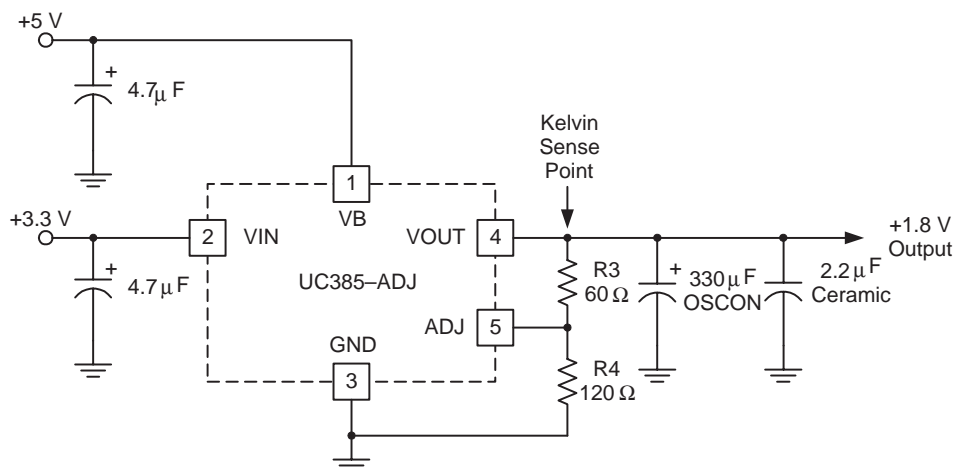 +5 V
+
4.7μ F
Kelvin
Sense
Point
1
VB
+3.3 V
2
VIN
VOUT
4
+1.8 V
Output
+
4.7μ F
UC385–ADJ
R3
60 Ω
+
330μ F
OSCON
2.2μ F
Ceramic
ADJ
5
GND
3
R4
120 Ω